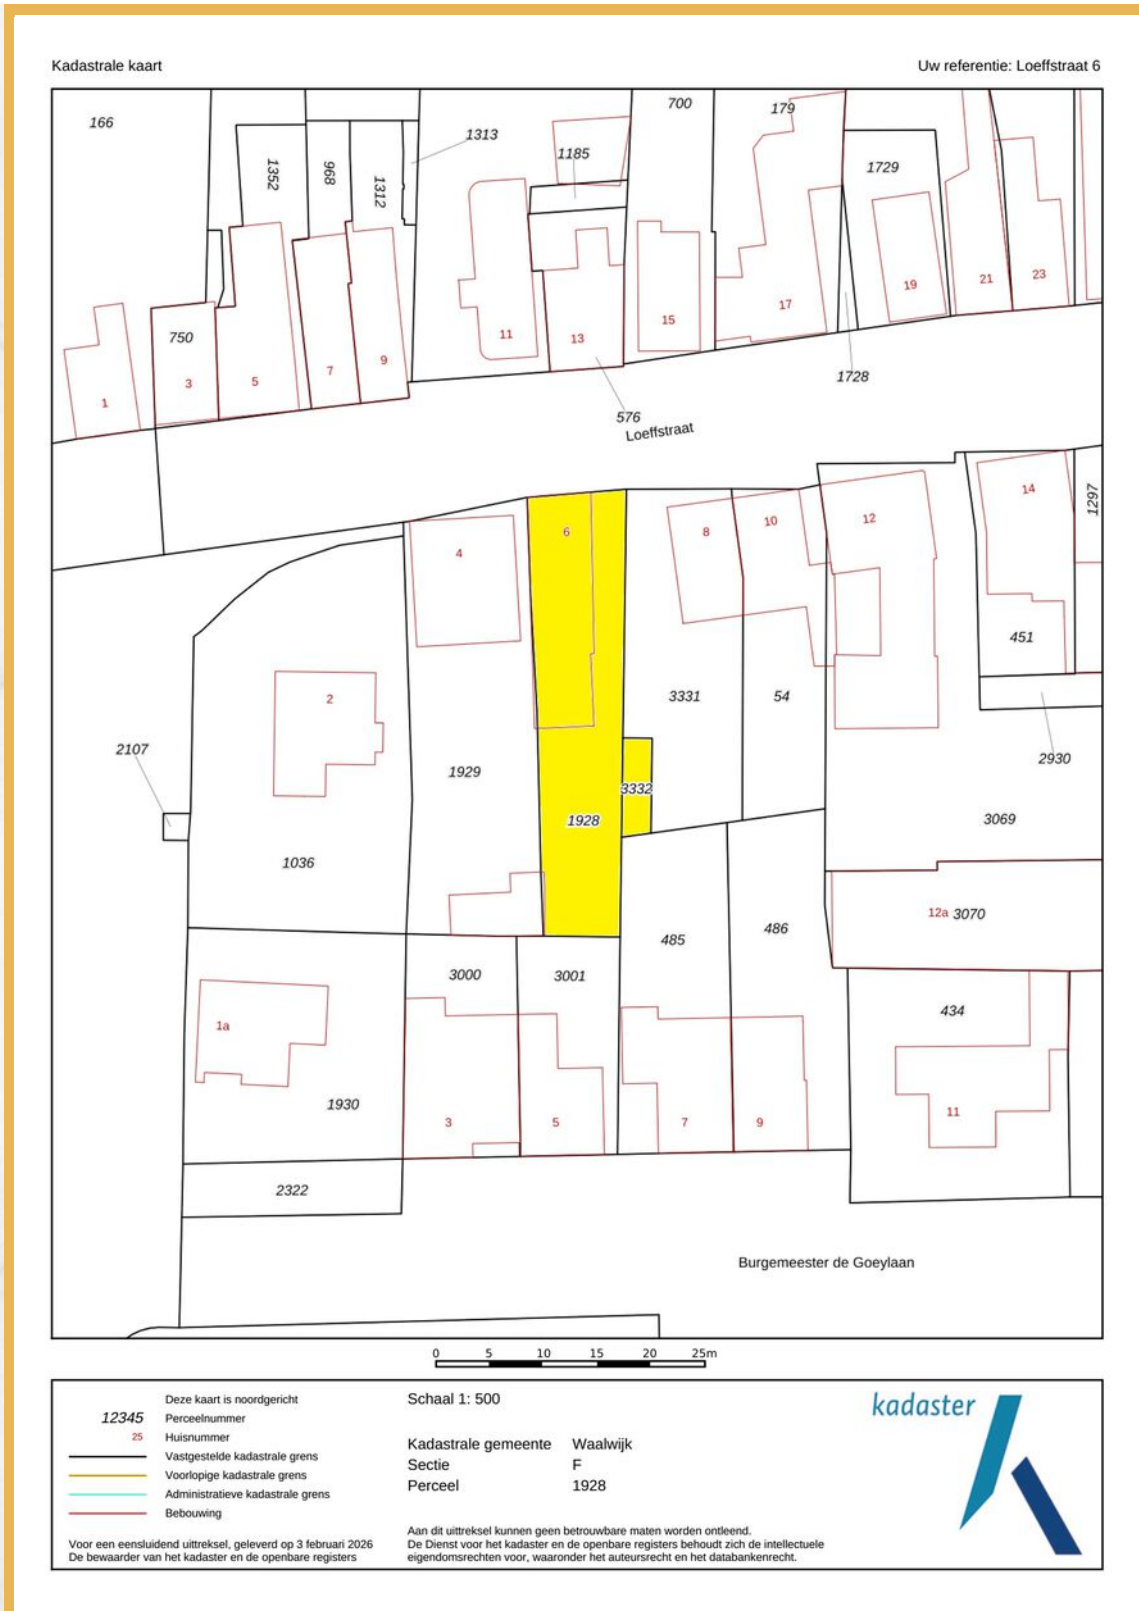 Kadastrale kaart
Uw referentie: Loeffstraat 6
166
1352
968
1312
1313
1185
700
179
1729
750
1
3
5
7
9
11
13
15
17
19
21
23
576
1728
Loeffstraat
6
4
8
10
12
14
1297
451
2
3331
54
2930
2107
1929
3332
1928
3069
1036
12a 3070
485
486
3000
3001
434
1a
1930
3
5
7
9
11
2322
Burgemeester de Goeylaan
0 5 10 15 20 25m
Deze kaart is noordgericht
12345 Perceelnummer
25 Huisnummer
Vastgestelde kadastrale grens
Voorlopige kadastrale grens
Administratieve kadastrale grens
Bebouwing
Voor een eensluidend uittreksel, geleverd op 3 februari 2026
De bewaarder van het kadaster en de openbare registers
Schaal 1: 500
Kadastrale gemeente Waalwijk
Sectie F
Perceel 1928
Aan dit uittreksel kunnen geen betrouwbare maten worden ontleend.
De Dienst voor het kadaster en de openbare registers behoudt zich de intellectuele
eigendomsrechten voor, waaronder het auteursrecht en het databankenrecht.
kadaster